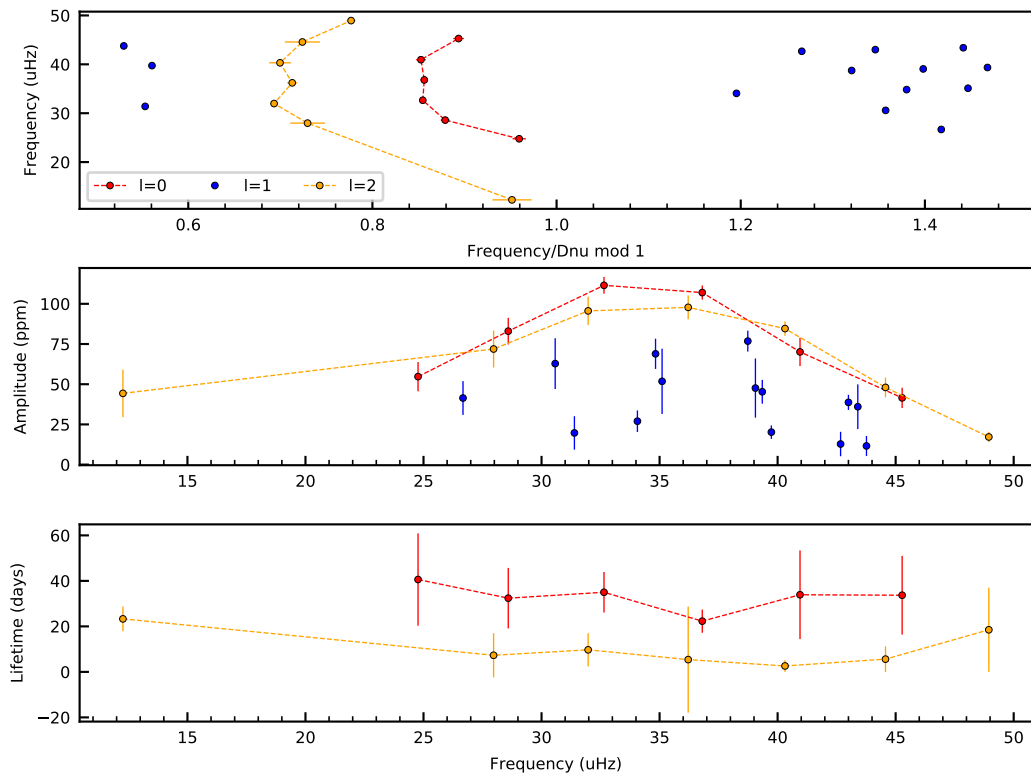 50
40
30
20
Frequency (uHz)
l=0 l=1 l=2
0.6 0.8 1.0 1.2 1.4
Frequency/Dnu mod 1
100
75
50
25
0
Amplitude (ppm)
15 20 25 30 35 40 45 50
60
40
20
0
−20
Lifetime (days)
15 20 25 30 35 40 45 50
Frequency (uHz)